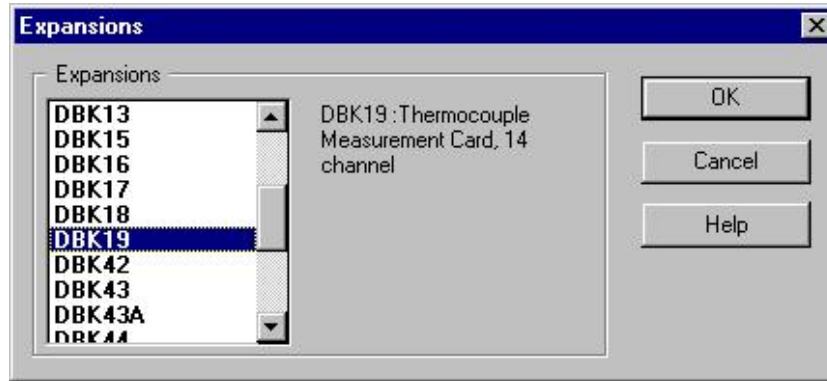 Expansions
Expansions
DBK13
DBK15
DBK16
DBK17
DBK18
DBK19
DBK42
DBK43
DBK43A
DBK44
DBK19 :Thermocouple
Measurement Card, 14
channel
OK
Cancel
Help